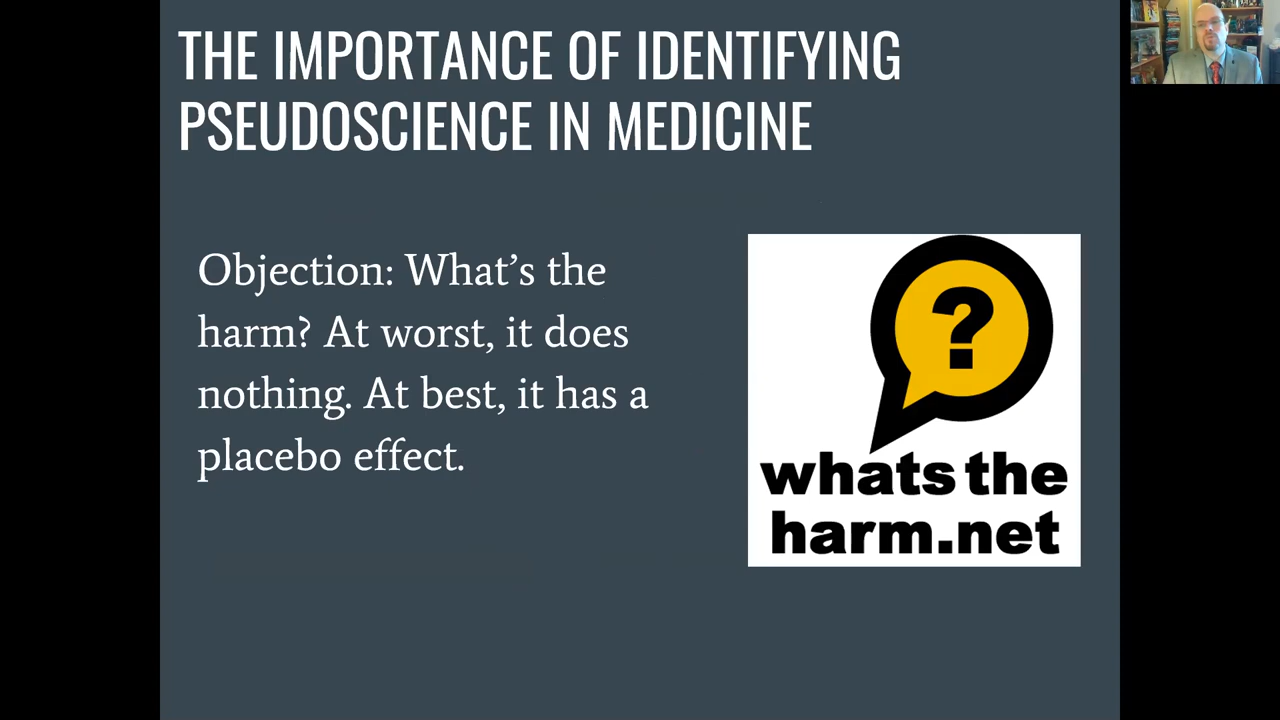 THE IMPORTANCE OF IDENTIFYING
PSEUDOSCIENCE IN MEDICINE
Objection: What’s the
harm? At worst, it does
nothing. At best, it has a
placebo effect.
?
whats the
harm.net